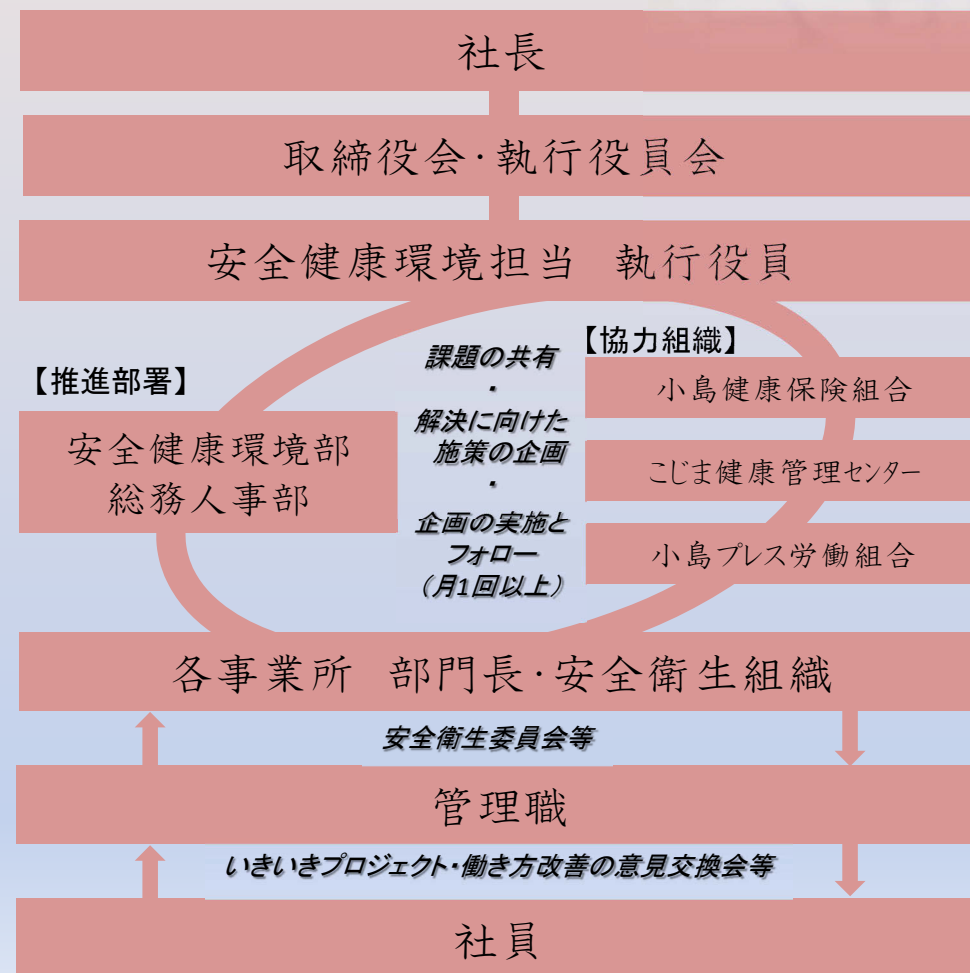 社長
取締役会・執行役員会
安全健康環境担当　執行役員
【推進部署】
安全健康環境部
総務人事部
課題の共有
・
解決に向けた
施策の企画
・
企画の実施と
フォロー
（月1回以上）
【協力組織】
小島健康保険組合
こじま健康管理センター
小島プレス労働組合
各事業所　部門長・安全衛生組織
安全衛生委員会等
管理職
いきいきプロジェクト・働き方改善の意見交換会等
社員